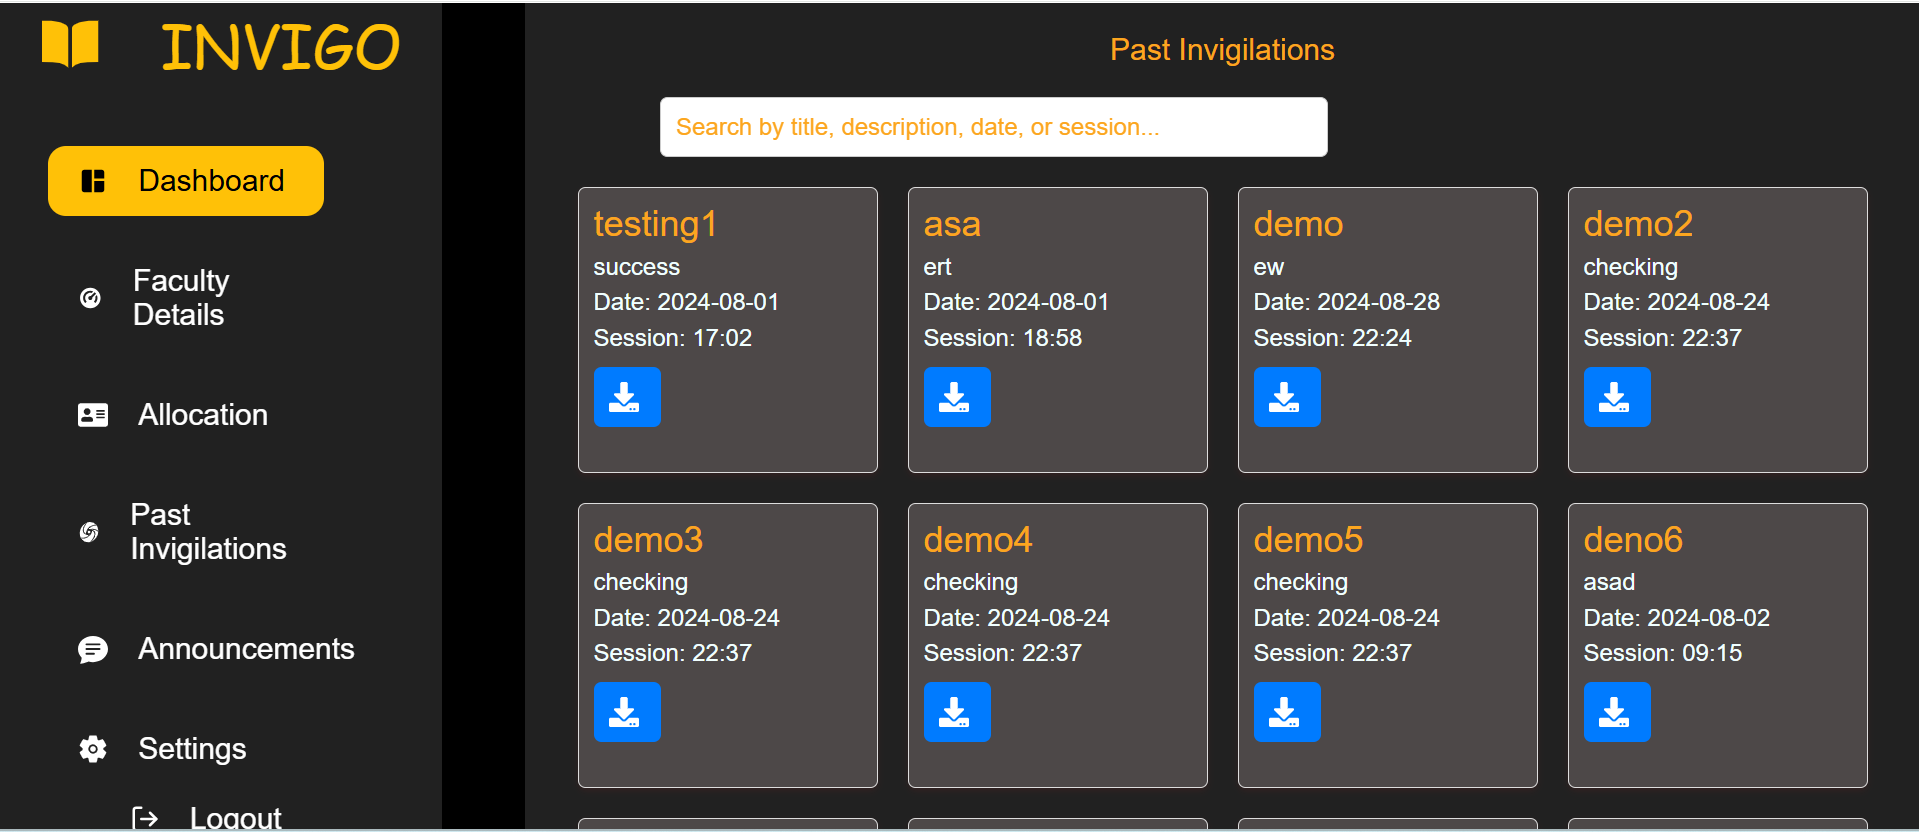 INVIGO
Dashboard
Faculty
Details
Allocation
Past
Invigilations
Announcements
Settings
Logout
Past Invigilations
Search by title, description, date, or session...
testing1
success
Date: 2024-08-01
Session: 17:02
asa
ert
Date: 2024-08-01
Session: 18:58
demo
ew
Date: 2024-08-28
Session: 22:24
demo2
checking
Date: 2024-08-24
Session: 22:37
demo3
checking
Date: 2024-08-24
Session: 22:37
demo4
checking
Date: 2024-08-24
Session: 22:37
demo5
checking
Date: 2024-08-24
Session: 22:37
deno6
asad
Date: 2024-08-02
Session: 09:15